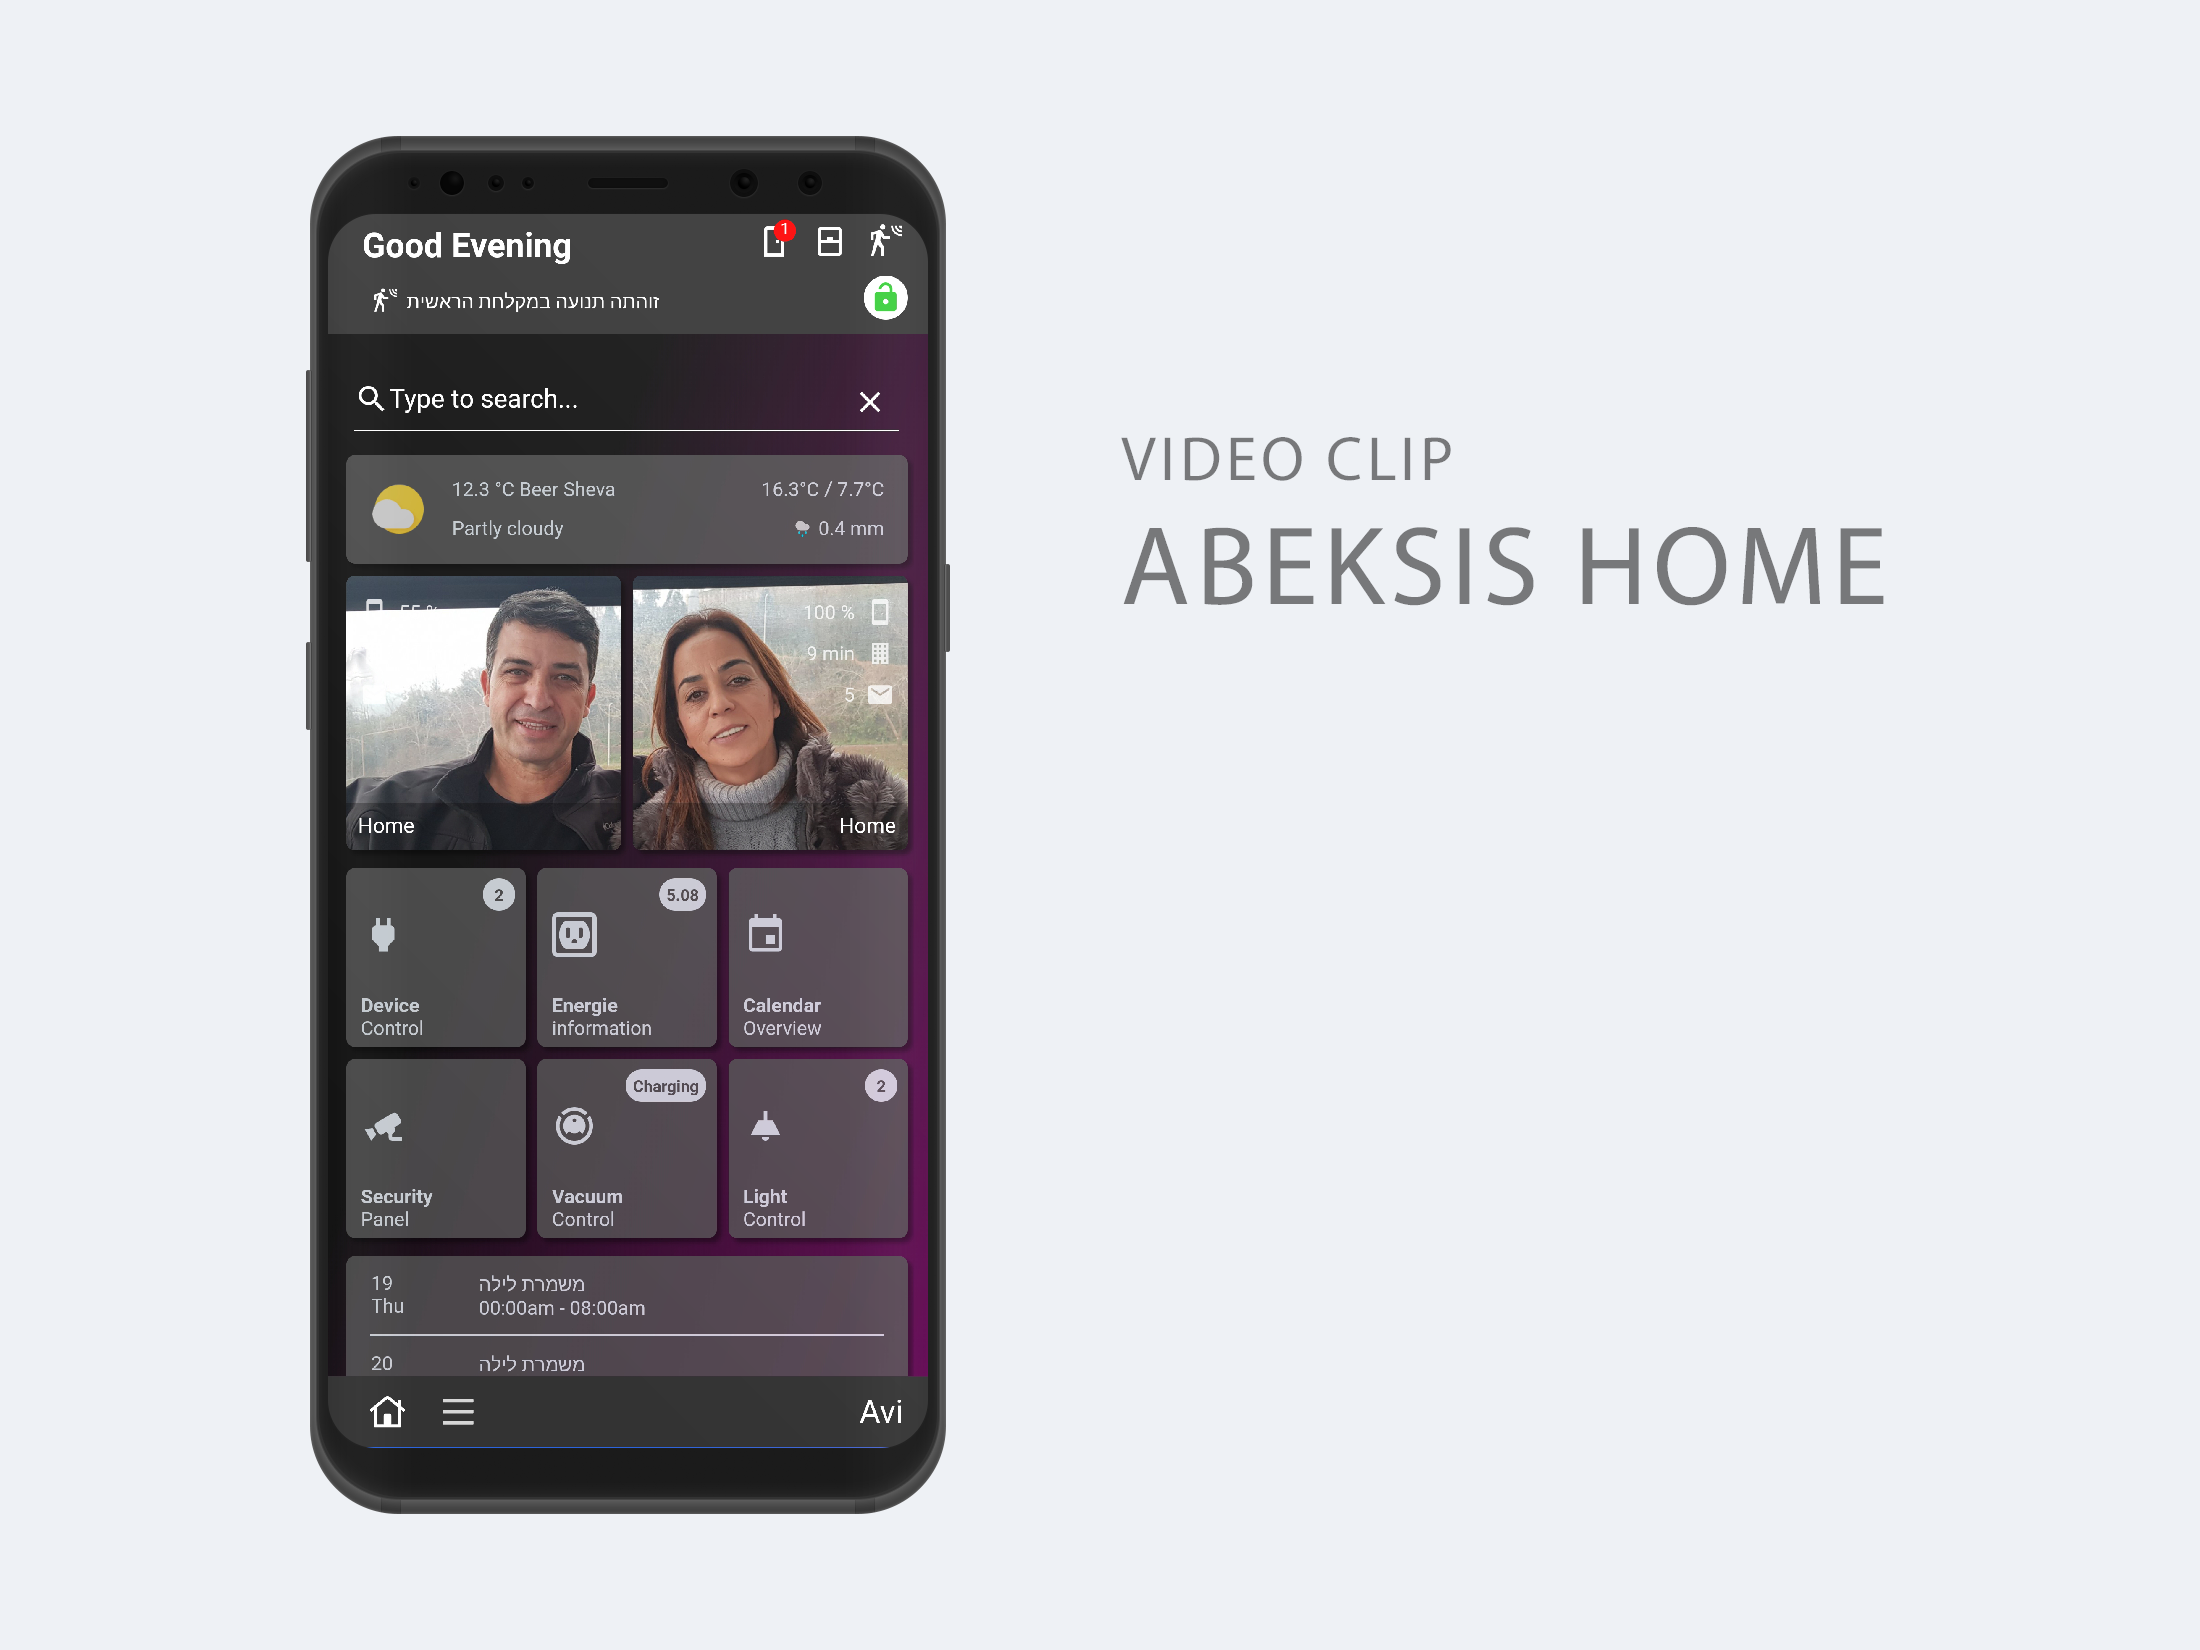 Good Evening
1
זוהתה תנועה במקלחת הראשית
Type to search...
12.3 °C Beer Sheva
16.3°C / 7.7°C
Partly cloudy
0.4 mm
55 %
100 %
9 min
5
Home
Home
2
Device
Control
5.08
Energie
information
Calendar
Overview
Security
Panel
Charging
Vacuum
Control
2
Light
Control
19
Thu
משמרת לילה
00:00am - 08:00am
20
משמרת לילה
Avi
VIDEO CLIP
ABEKSIS HOME